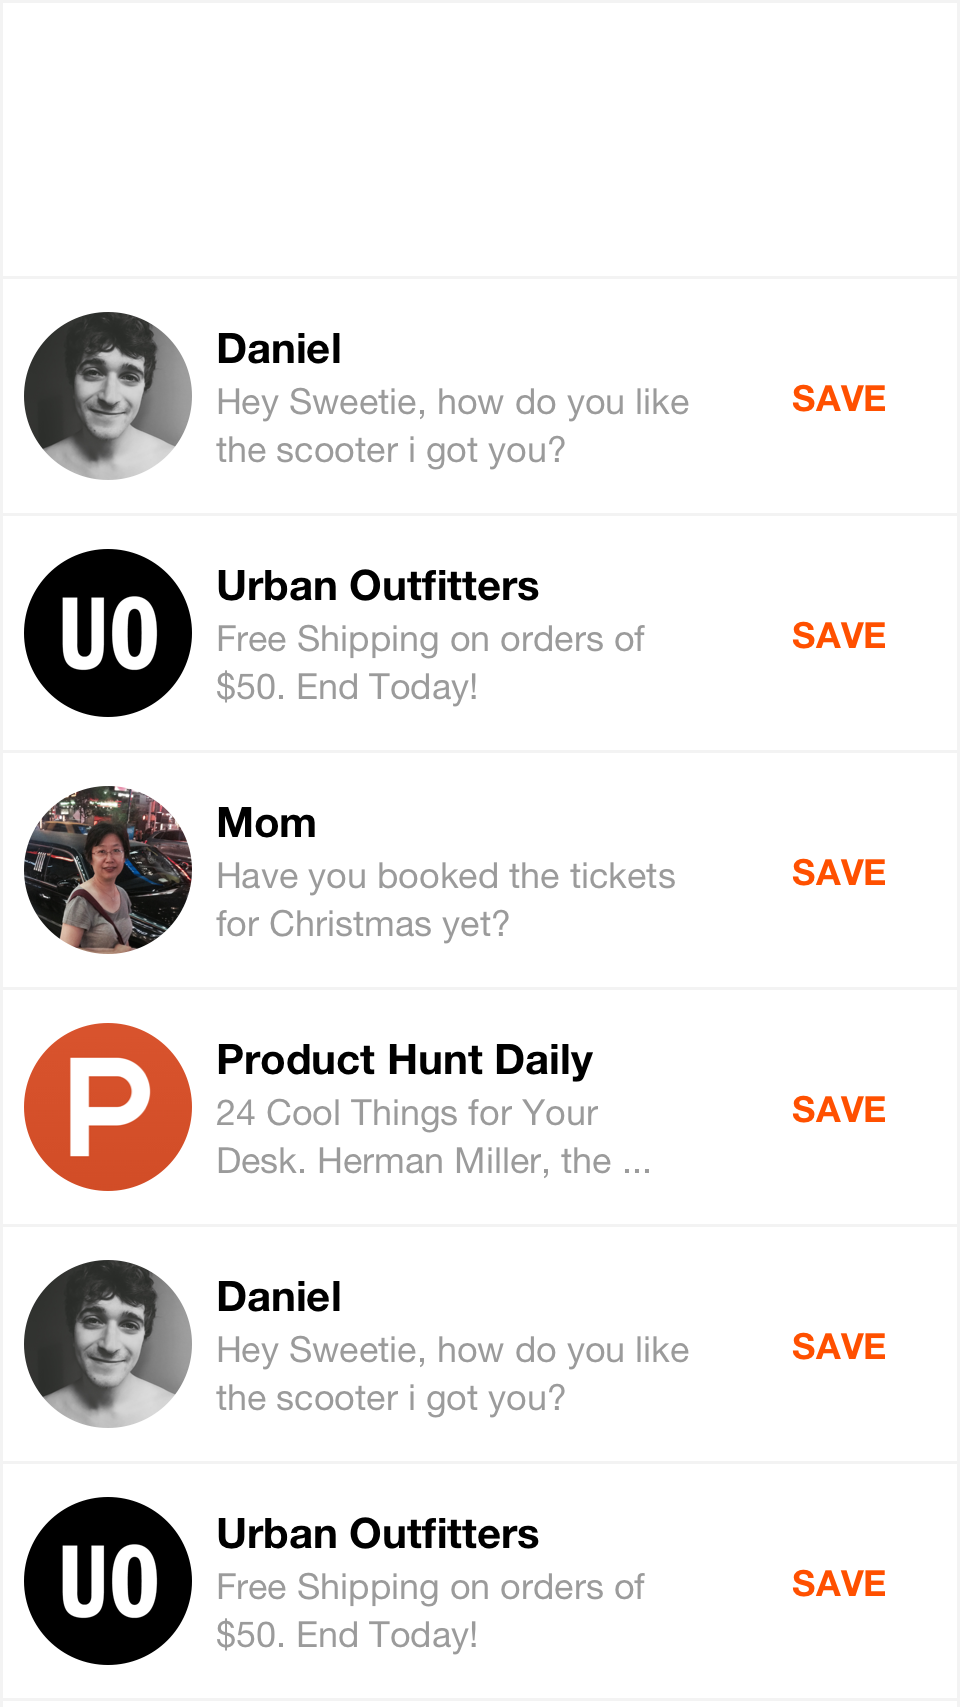 Daniel
Hey Sweetie, how do you like
the scooter i got you?
SAVE
UO
Urban Outfitters
Free Shipping on orders of
$50. End Today!
SAVE
Mom
Have you booked the tickets
for Christmas yet?
SAVE
P
Product Hunt Daily
24 Cool Things for Your
Desk. Herman Miller, the ...
SAVE
Daniel
Hey Sweetie, how do you like
the scooter i got you?
SAVE
UO
Urban Outfitters
Free Shipping on orders of
$50. End Today!
SAVE